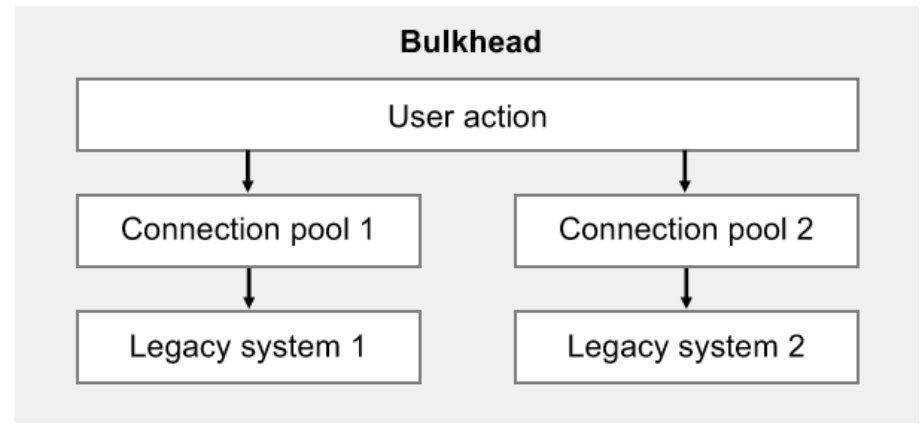 Bulkhead
User action
Connection pool 1
Connection pool 2
Legacy system 1
Legacy system 2